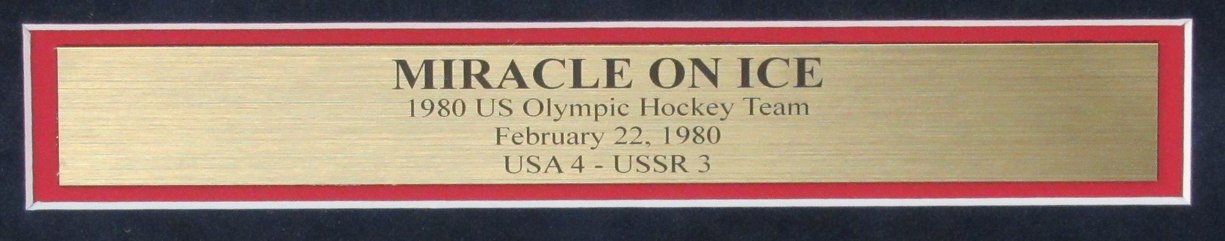 MIRACLE ON ICE
1980 US Olympic Hockey Team
February 22, 1980
USA 4 - USSR 3